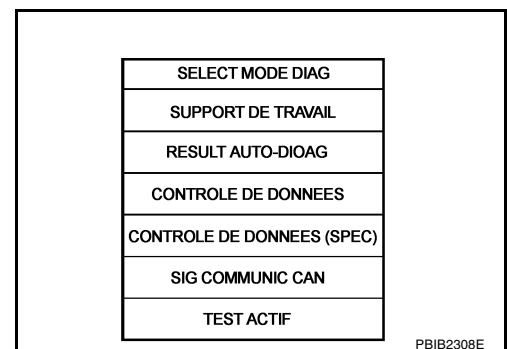 SELECT MODE DIAG
SUPPORT DE TRAVAIL
RESULT AUTO-DIOAG
CONTROLE DE DONNEES
CONTROLE DE DONNEES (SPEC)
SIG COMMUNIC CAN
TEST ACTIF
PBIB2308E